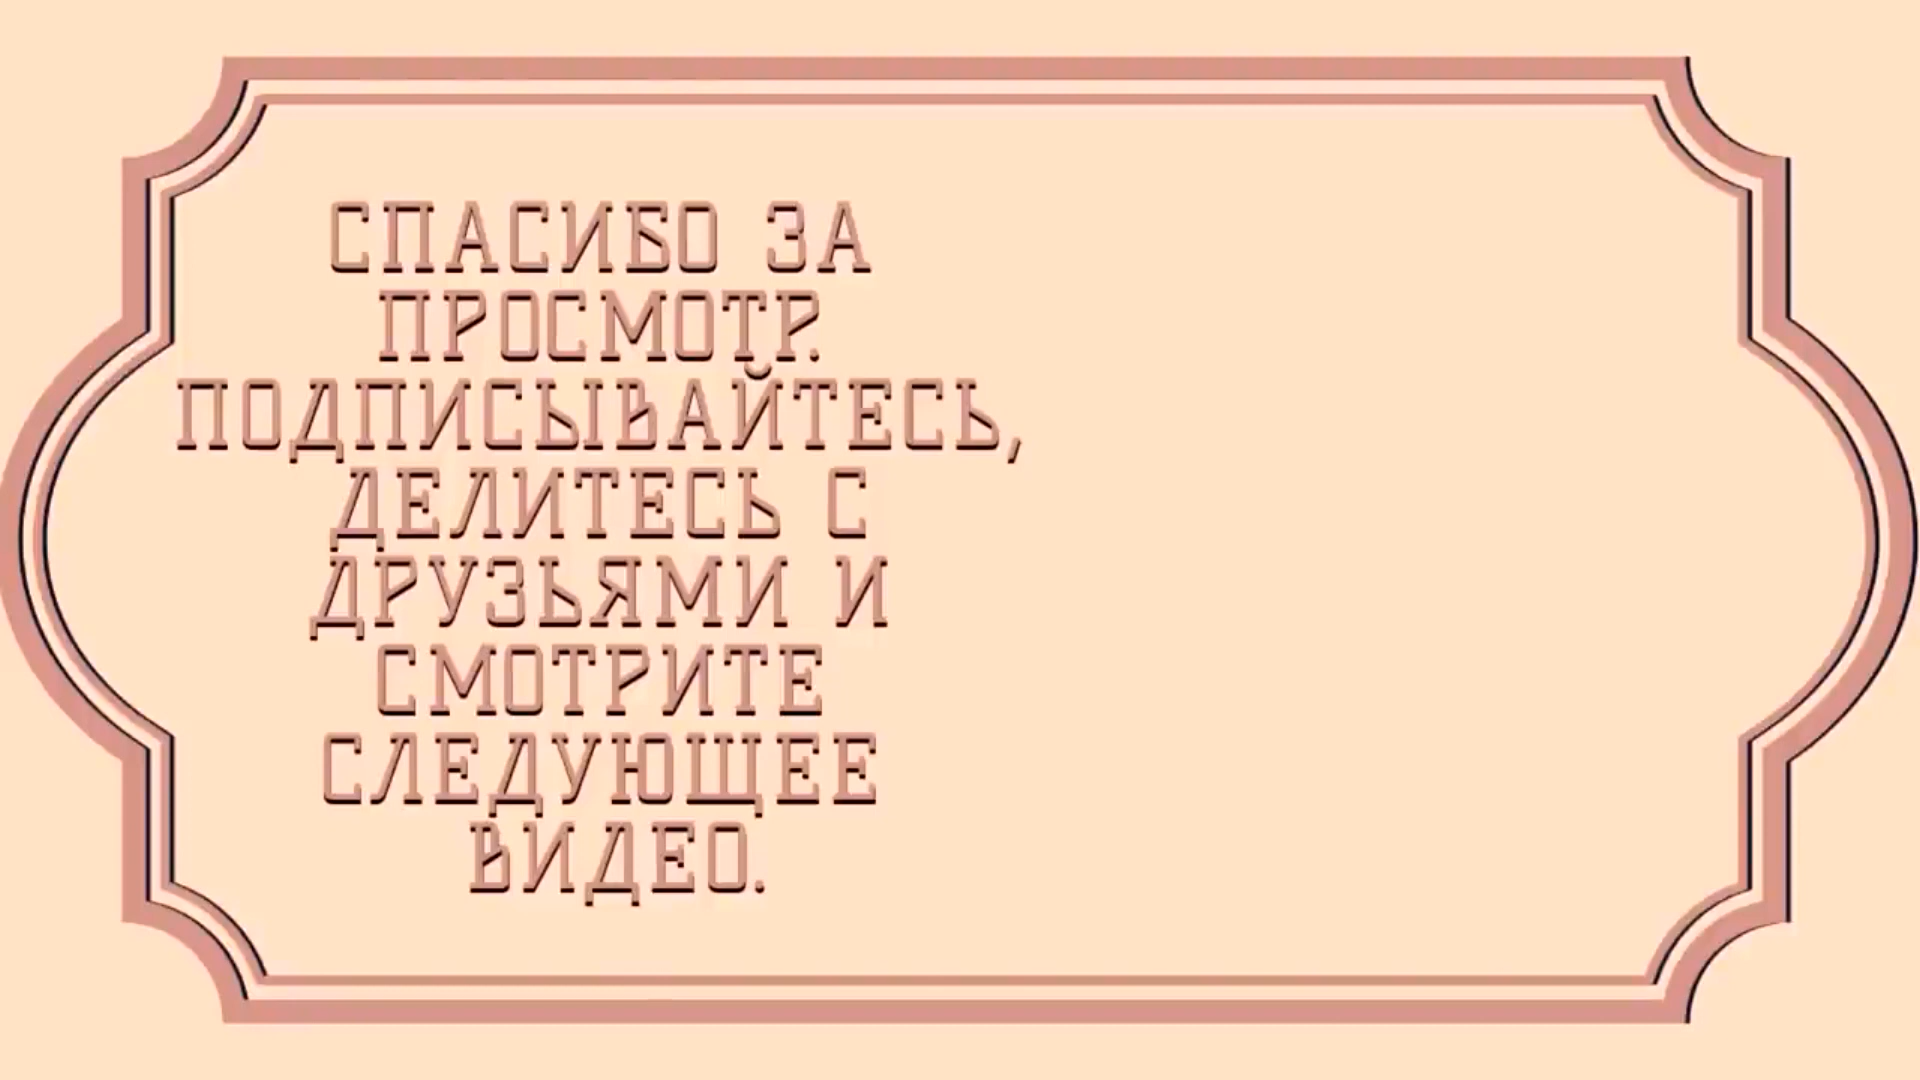 СПАСИБО ЗА
ПРОСМОТР.
ПОДПИСЫВАЙТЕСЬ,
ДЕЛИТЕСЬ С
ДРУЗЬЯМИ И
СМОТРИТЕ
СЛЕДУЮЩЕЕ
ВИДЕО.